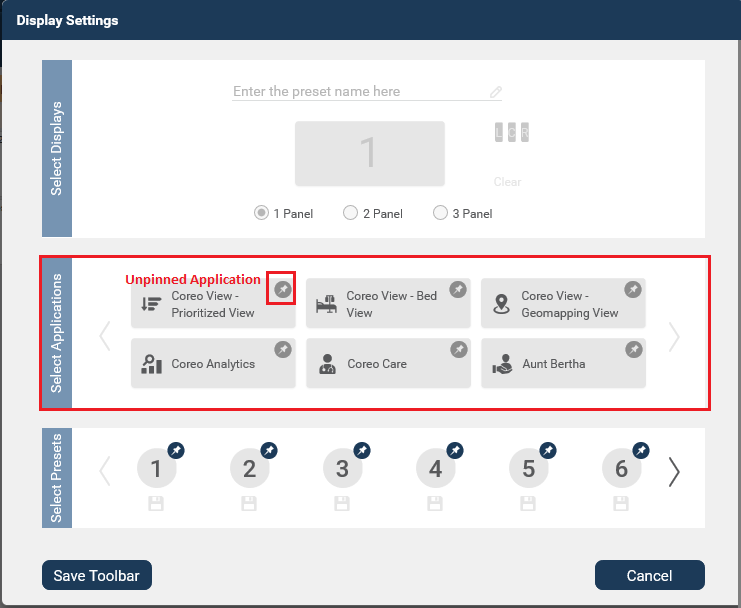 Display Settings
Select Displays
Enter the preset name here
1
L C R
Clear
1 Panel
2 Panel
3 Panel
Select Applications
Unpinned Application
Coreo View -
Prioritized View
Coreo View - Bed
View
Coreo View -
Geomapping View
Coreo Analytics
Coreo Care
Aunt Bertha
Select Presets
1
2
3
4
5
6
Save Toolbar
Cancel